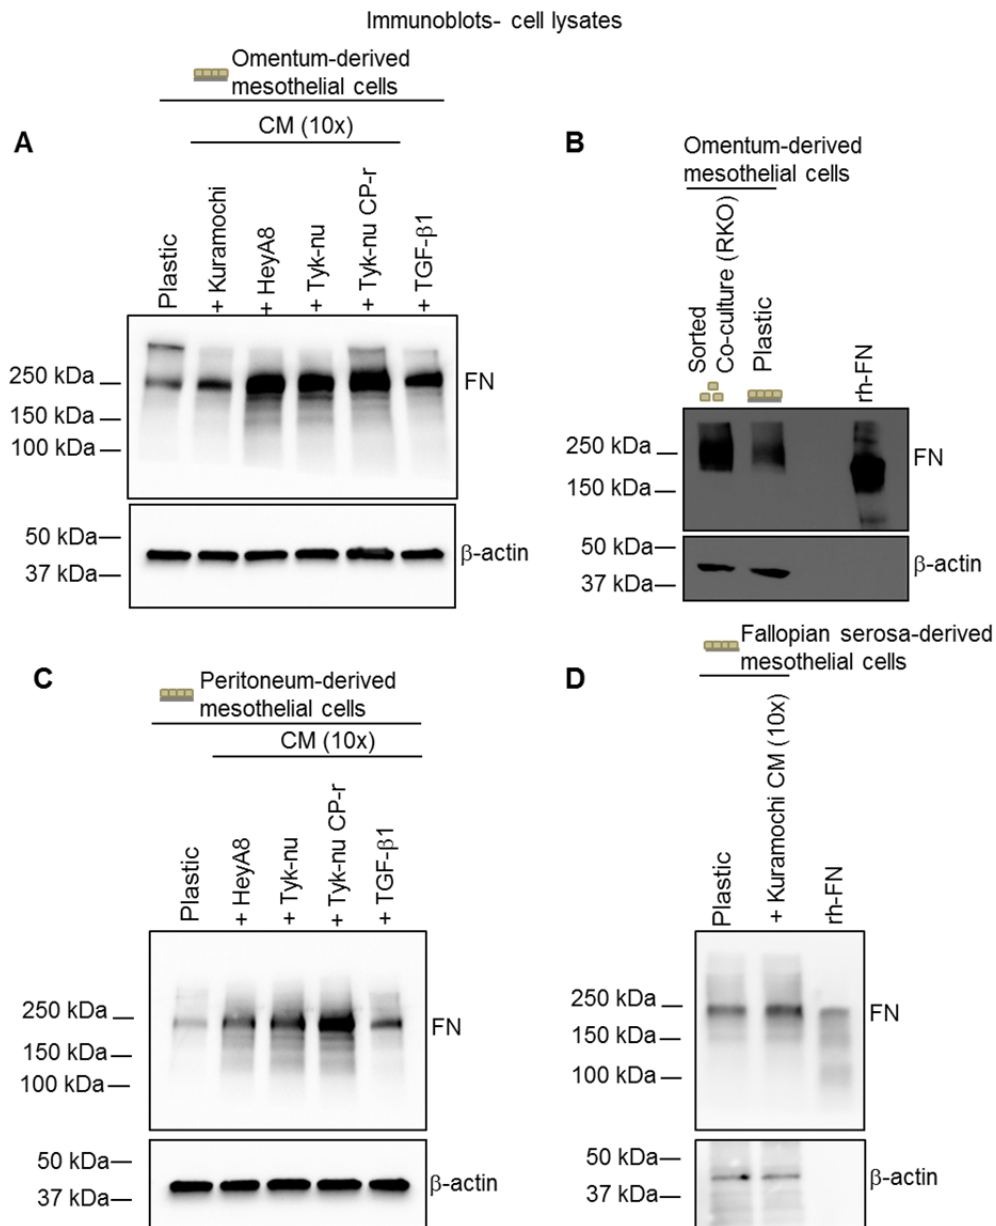 Immunoblots- cell lysates
Omentum-derived
mesothelial cells
CM (10x)
A
Plastic
+ Kuramochi
+ HeyA8
+ Tyk-nu
+ Tyk-nu CP-r
+ TGF-β1
250 kDa
150 kDa
100 kDa
FN
50 kDa
37 kDa
β-actin
B
Omentum-derived
mesothelial cells
Sorted
Co-culture (RKO)
Plastic
rh-FN
250 kDa
150 kDa
FN
50 kDa
37 kDa
β-actin
C
Peritoneum-derived
mesothelial cells
CM (10x)
Plastic
+ HeyA8
+ Tyk-nu
+ Tyk-nu CP-r
+ TGF-β1
250 kDa
150 kDa
100 kDa
FN
50 kDa
37 kDa
β-actin
D
Fallopian serosa-derived
mesothelial cells
Plastic
+ Kuramochi CM (10x)
rh-FN
250 kDa
150 kDa
100 kDa
FN
50 kDa
37 kDa
β-actin